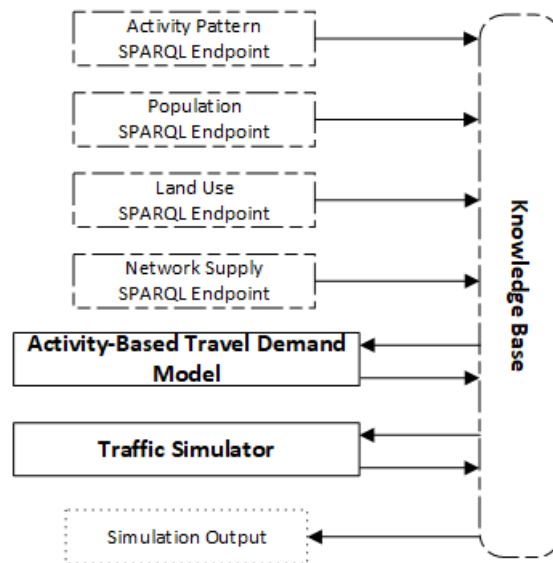 Activity Pattern
SPARQL Endpoint
Population
SPARQL Endpoint
Land Use
SPARQL Endpoint
Network Supply
SPARQL Endpoint
Activity-Based Travel Demand
Model
Traffic Simulator
Simulation Output
Knowledge Base